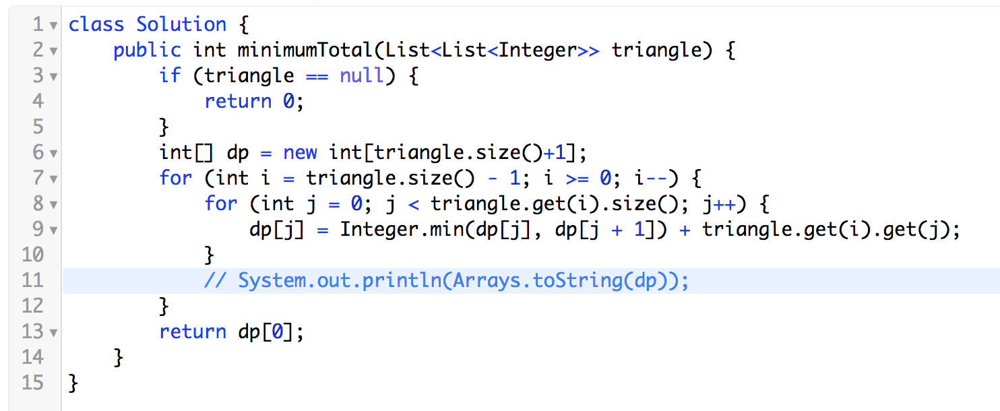 1 class Solution {
2     public int minimumTotal(List<List<Integer>> triangle) {
3         if (triangle == null) {
4             return 0;
5         }
6         int[] dp = new int[triangle.size()+1];
7         for (int i = triangle.size() - 1; i >= 0; i--) {
8             for (int j = 0; j < triangle.get(i).size(); j++) {
9                 dp[j] = Integer.min(dp[j], dp[j + 1]) + triangle.get(i).get(j);
10             }
11             // System.out.println(Arrays.toString(dp));
12         }
13         return dp[0];
14     }
15 }